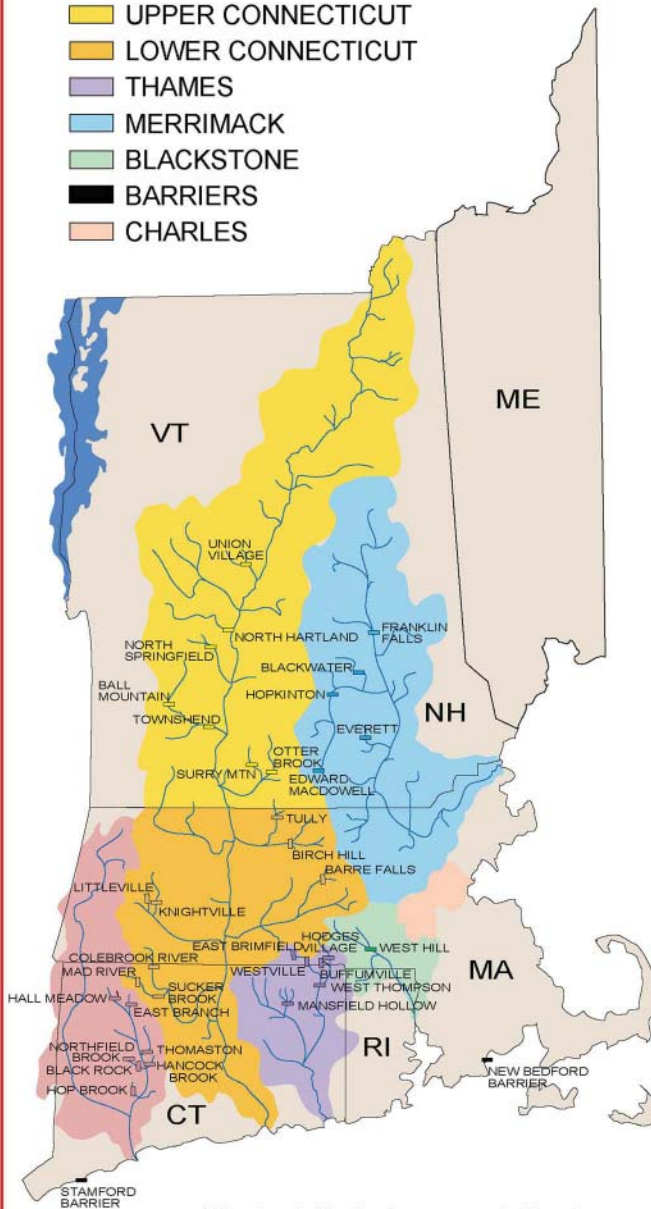 UPPER CONNECTICUT
LOWER CONNECTICUT
THAMES
MERRIMACK
BLACKSTONE
BARRIERS
CHARLES
ME
VT
UNION
VILLAGE
NORTH HARTLAND
FRANKLIN
FALLS
NORTH
SPRINGFIELD
BLACKWATER
BALL
MOUNTAIN
HOPKINTON
NH
TOWNSHEND
EVERETT
OTTER
BROOK
SURRY MTN
EDWARD
MACDOWELL
TULLY
BIRCH HILL
BARRE FALLS
LITTLEVILLE
KNIGHTVILLE
HODGES
VILLAGE
EAST BRIMFIELD
WEST HILL
COLEBROOK RIVER
WESTVILLE
BUFFUMVILLE
MA
MAD RIVER
WEST THOMPSON
SUCKER
BROOK
HALL MEADOW
EAST BRANCH
MANSFIELD HOLLOW
NORTHFIELD
BROOK
THOMASTON
RI
BLACK ROCK
HANCOCK
BROOK
NEW BEDFORD
BARRIER
HOP BROOK
CT
STAMFORD
BARRIER